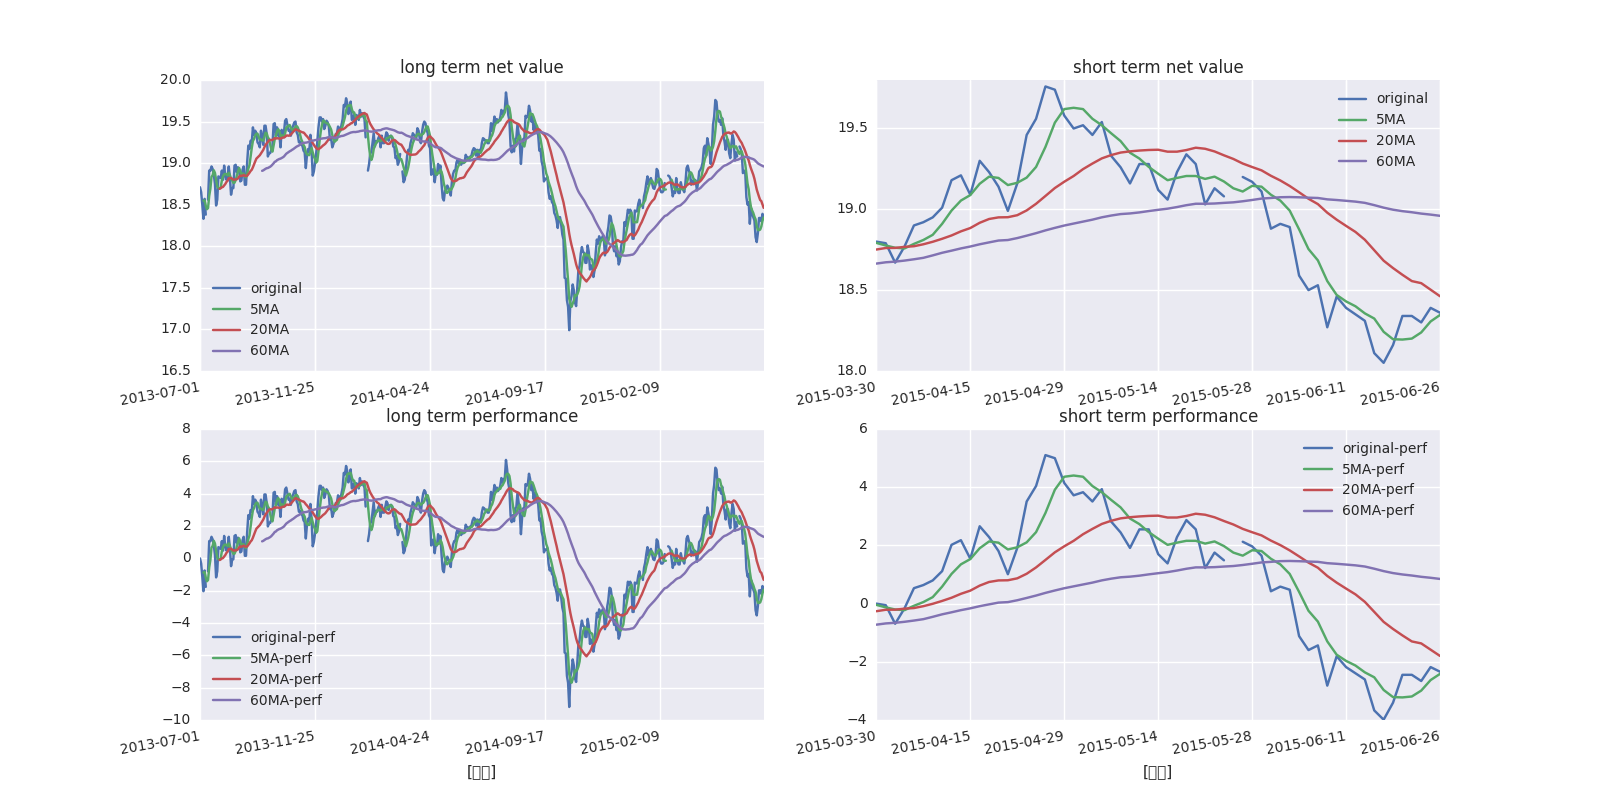 long term net value
20.0
19.5
19.0
18.5
18.0
17.5
17.0
16.5
original
5MA
20MA
60MA
2013-07-01
2013-11-25
2014-04-24
2014-09-17
2015-02-09
short term net value
19.5
19.0
18.5
18.0
original
5MA
20MA
60MA
2015-03-30
2015-04-15
2015-04-29
2015-05-14
2015-05-28
2015-06-11
2015-06-26
long term performance
8
6
4
2
0
−2
−4
−6
−8
−10
original-perf
5MA-perf
20MA-perf
60MA-perf
2013-07-01
2013-11-25
2014-04-24
2014-09-17
2015-02-09
short term performance
6
4
2
0
−2
−4
original-perf
5MA-perf
20MA-perf
60MA-perf
2015-03-30
2015-04-15
2015-04-29
2015-05-14
2015-05-28
2015-06-11
2015-06-26